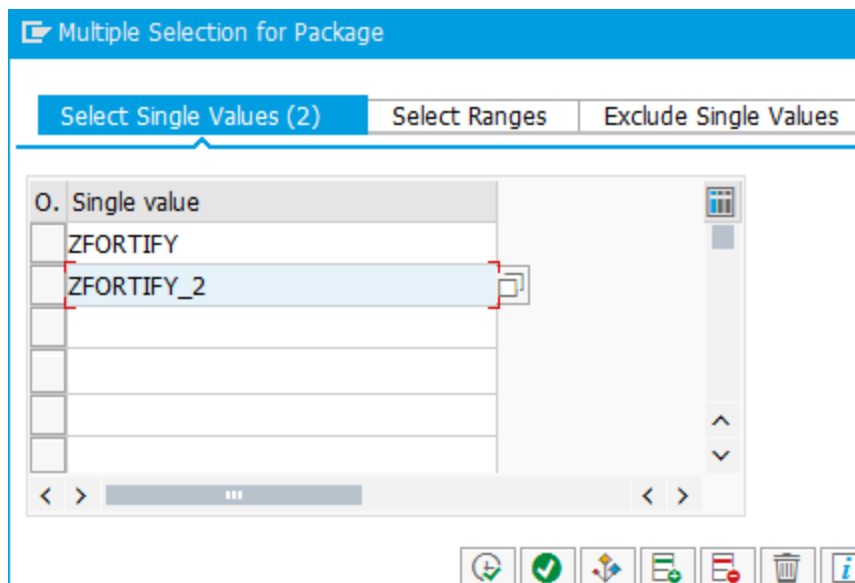 Multiple Selection for Package
Select Single Values (2) Select Ranges Exclude Single Values
O. Single value
ZFORTIFY
ZFORTIFY_2